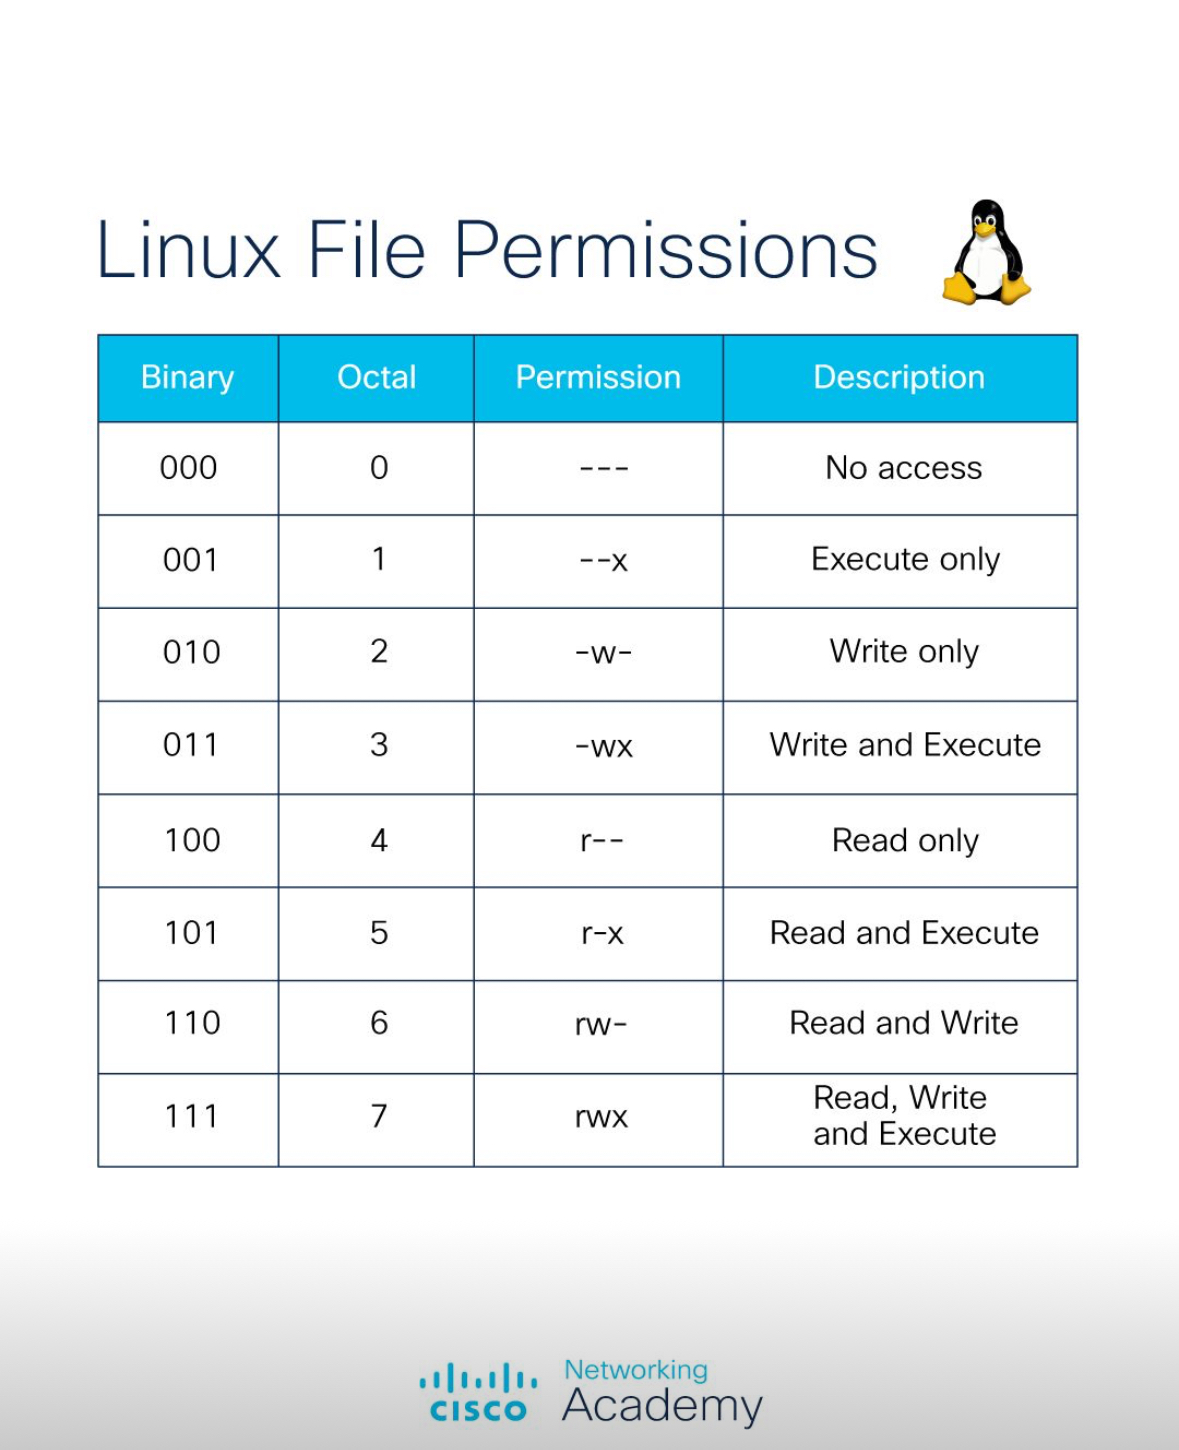 Linux File Permissions
Binary Octal Permission Description
000 0 --- No access
001 1 --x Execute only
010 2 -w- Write only
011 3 -wx Write and Execute
100 4 r-- Read only
101 5 r-x Read and Execute
110 6 rw- Read and Write
111 7 rwx Read, Write
and Execute
CISCO Networking
Academy